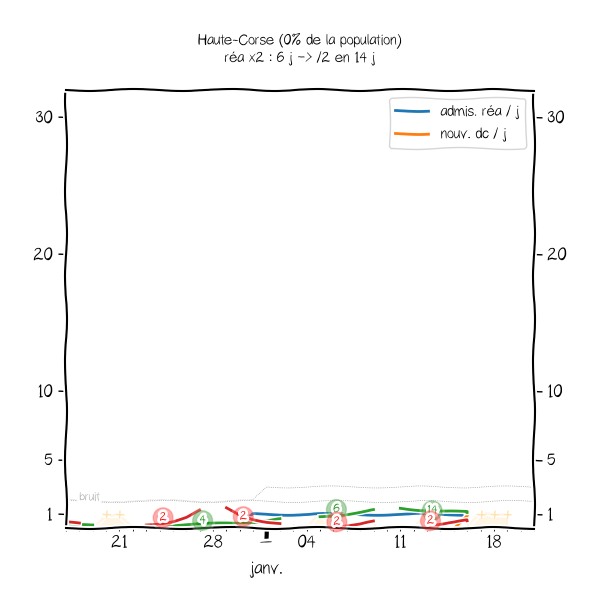 Haute-Corse (0% de la population)
réa x2 : 6 j -> /2 en 14 j
admis. réa / j
nouv. dc / j
30 30
20 20
10 10
5 5
bruit
1 1
2 4 2 6 2 14 2
21 28 04 11 18
janv.